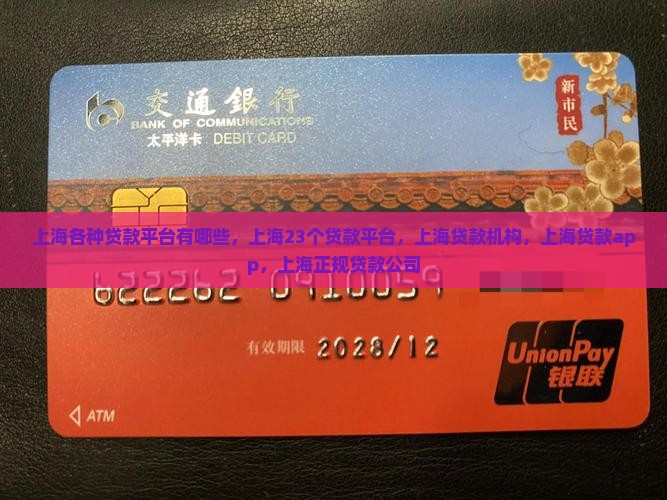 交通銀行
BANK OF COMMUNICATIONS
太平洋卡 DEBIT CARD
新市民
上海各种贷款平台有哪些，上海23个贷款平台，上海贷款机构，上海贷款ap
p，上海正规贷款公司
622262 0910059
有效期限 2028/12
UnionPay
银联
ATM